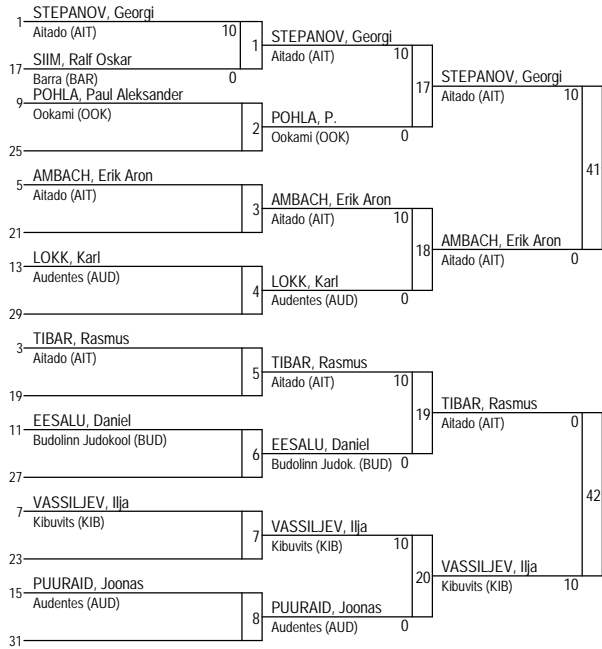 1 STEPANOV, Georgi
Aitado (AIT) 10
17 SIIM, Ralf Oskar
Barra (BAR) 0
1
9 POHLA, Paul Aleksander
Ookami (OOK)
25
2
5 AMBACH, Erik Aron
Aitado (AIT)
21
3
13 LOKK, Karl
Audentes (AUD)
29
4
3 TIBAR, Rasmus
Aitado (AIT)
19
5
11 EESALU, Daniel
Budolinn Judokool (BUD)
27
6
7 VASSILJEV, Ilja
Kibuvits (KIB)
23
7
15 PUURAID, Joonas
Audentes (AUD)
31
8
STEPANOV, Georgi
Aitado (AIT) 10
POHLA, P.
Ookami (OOK) 0
17
AMBACH, Erik Aron
Aitado (AIT) 10
LOKK, Karl
Audentes (AUD) 0
18
TIBAR, Rasmus
Aitado (AIT) 10
EESALU, Daniel
Budolinn Judok. (BUD) 0
19
VASSILJEV, Ilja
Kibuvits (KIB) 10
PUURAID, Joonas
Audentes (AUD) 0
20
STEPANOV, Georgi
Aitado (AIT) 10
AMBACH, Erik Aron
Aitado (AIT) 0
41
TIBAR, Rasmus
Aitado (AIT) 0
VASSILJEV, Ilja
Kibuvits (KIB) 10
42